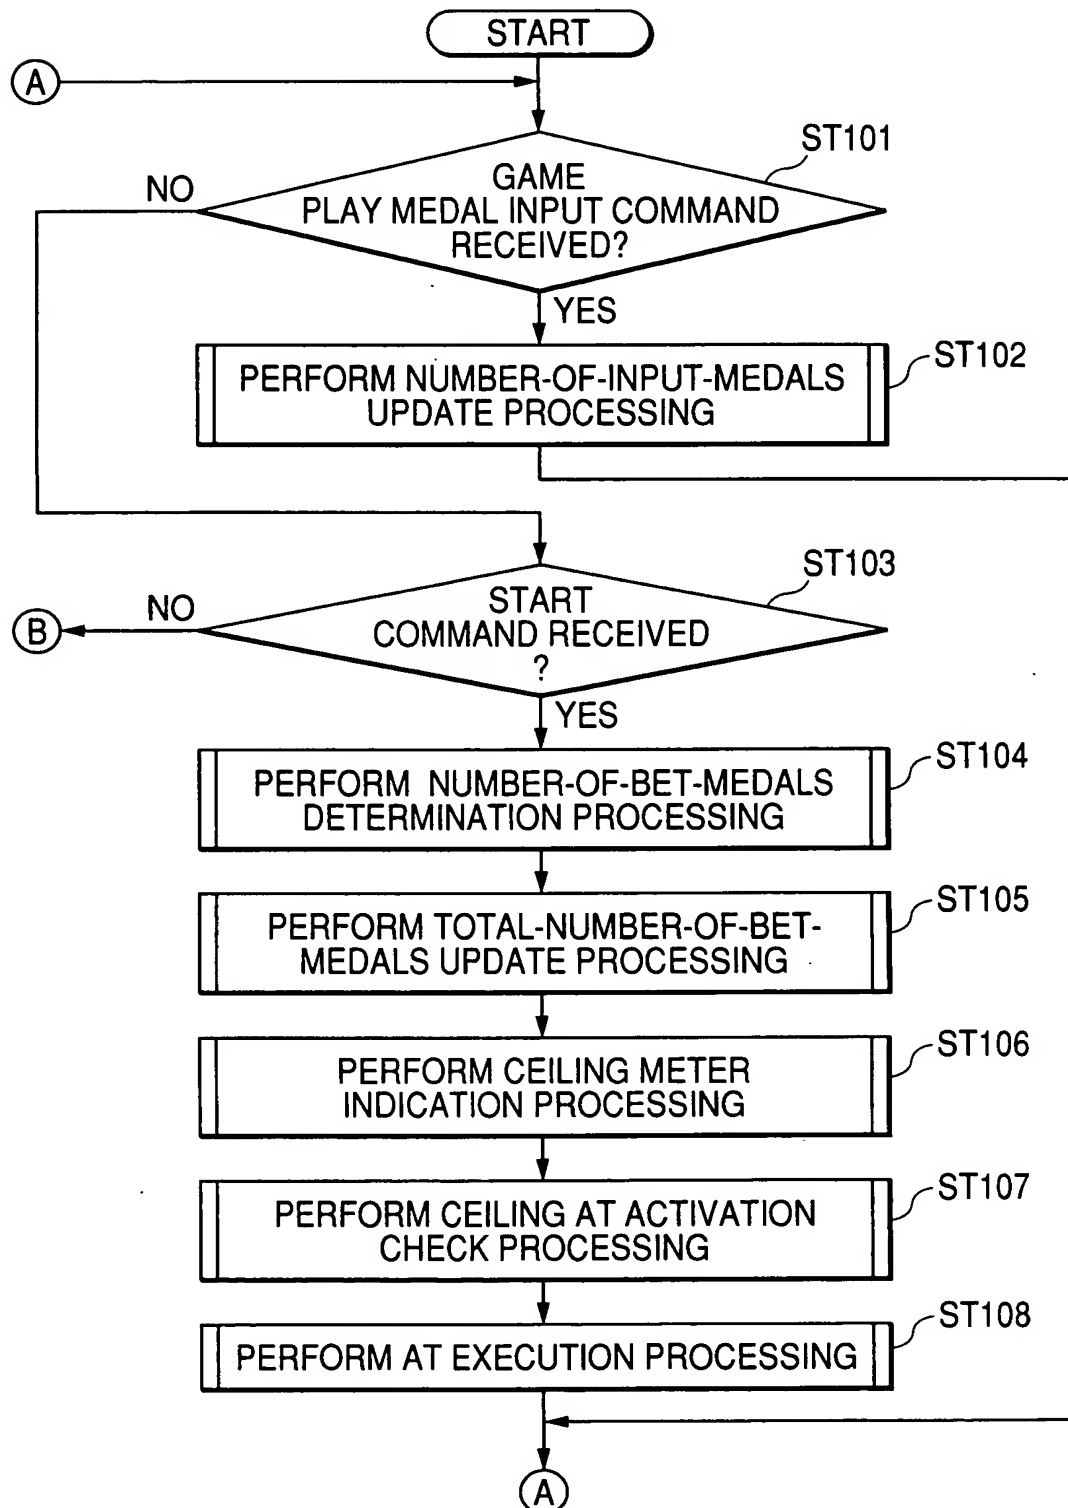 START
A
ST101
NO
GAME
PLAY MEDAL INPUT COMMAND
RECEIVED?
YES
ST102
PERFORM NUMBER-OF-INPUT-MEDALS
UPDATE PROCESSING
ST103
NO
B
START
COMMAND RECEIVED
?
YES
ST104
PERFORM NUMBER-OF-BET-MEDALS
DETERMINATION PROCESSING
ST105
PERFORM TOTAL-NUMBER-OF-BET-
MEDALS UPDATE PROCESSING
ST106
PERFORM CEILING METER
INDICATION PROCESSING
ST107
PERFORM CEILING AT ACTIVATION
CHECK PROCESSING
ST108
PERFORM AT EXECUTION PROCESSING
A